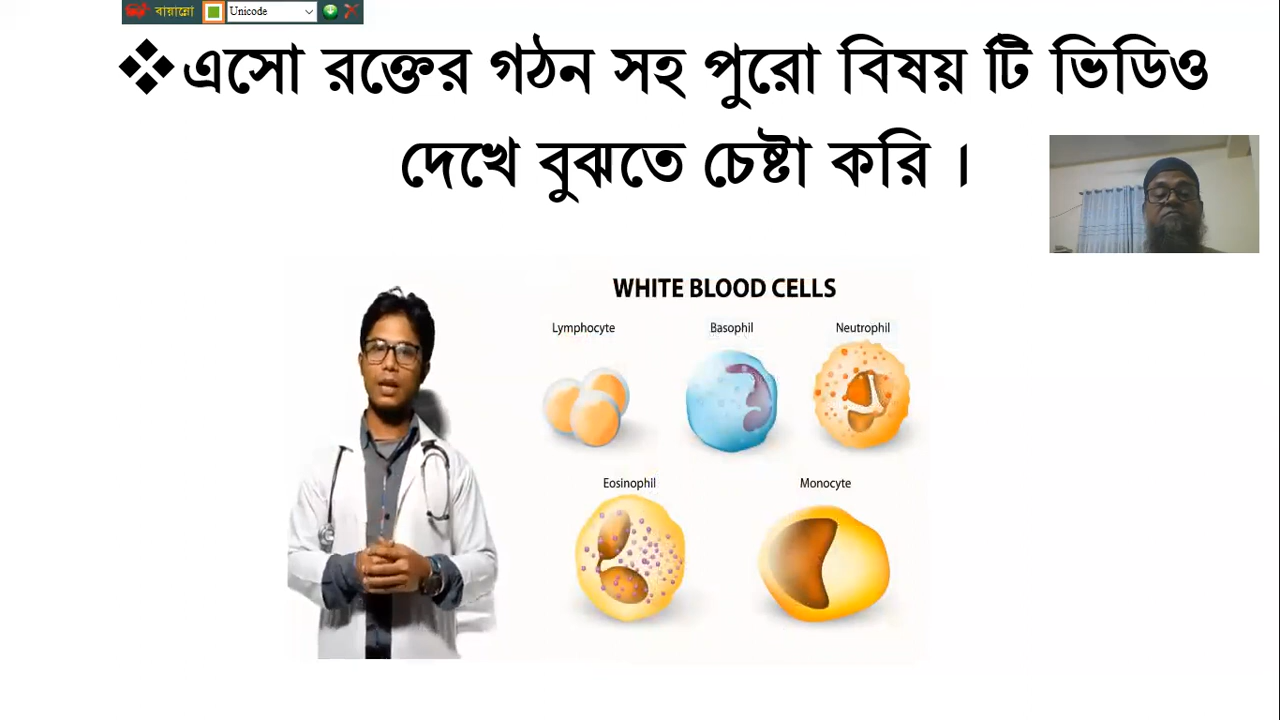 বায়ান্নো Unicode
❖এসো রক্তের গঠন সহ পুরো বিষয় টি ভিডিও
দেখে বুঝতে চেষ্টা করি ।
WHITE BLOOD CELLS
Lymphocyte Basophil Neutrophil
Eosinophil Monocyte